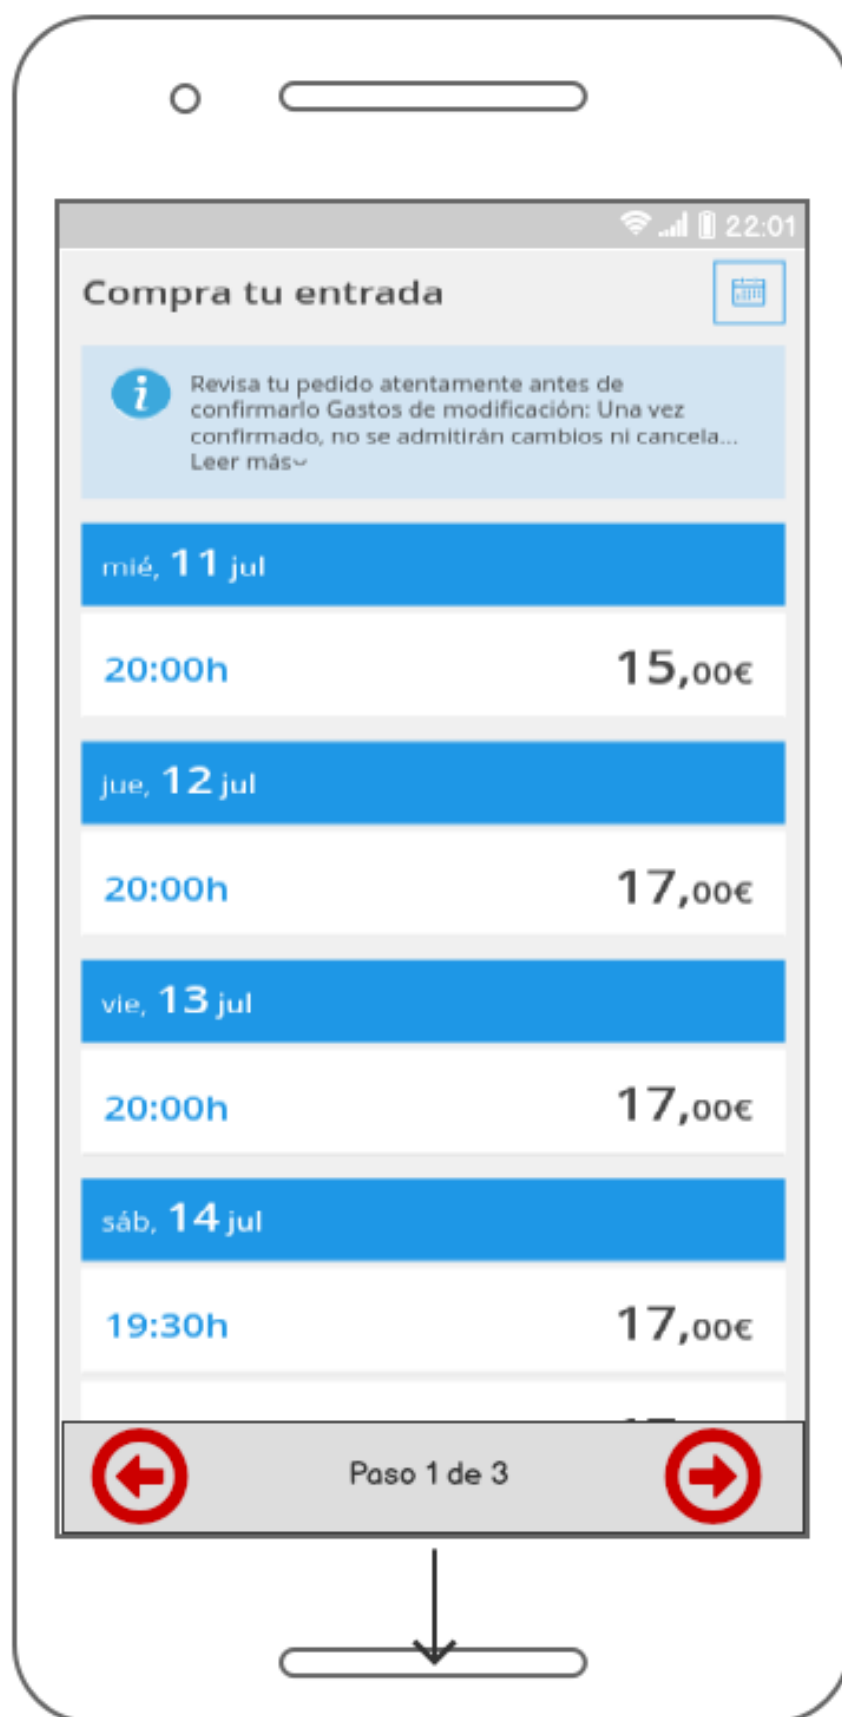 22:01
Compra tu entrada
Revisa tu pedido atentamente antes de
confirmarlo Gastos de modificación: Una vez
confirmado, no se admitirán cambios ni cancela...
Leer más
mié, 11 jul
20:00h 15,00€
jue, 12 jul
20:00h 17,00€
vie, 13 jul
20:00h 17,00€
sáb, 14 jul
19:30h 17,00€
Paso 1 de 3